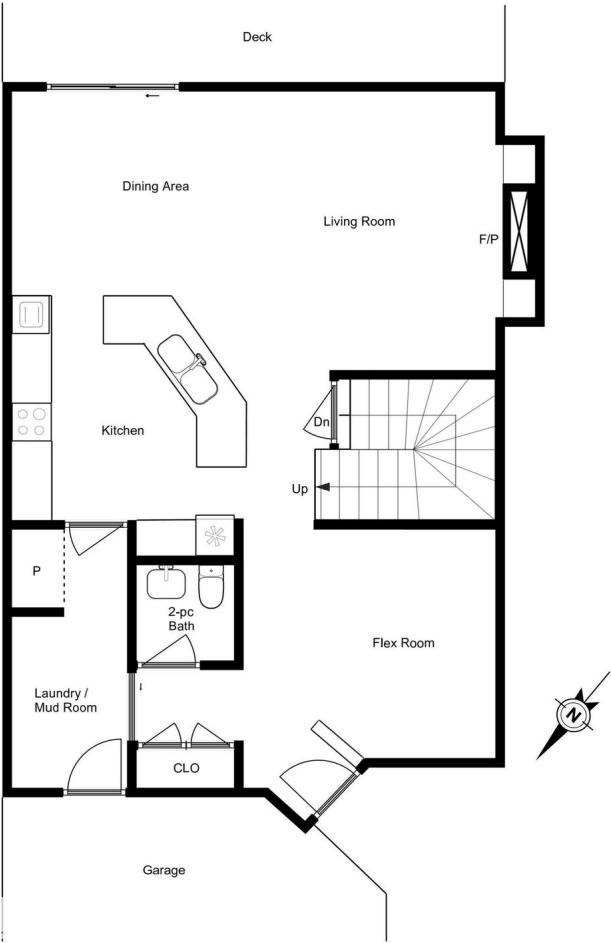 Deck
Dining Area
Living Room
F/P
Kitchen
Dn
Up
P
2-pc
Bath
Flex Room
Laundry /
Mud Room
N
CLO
Garage